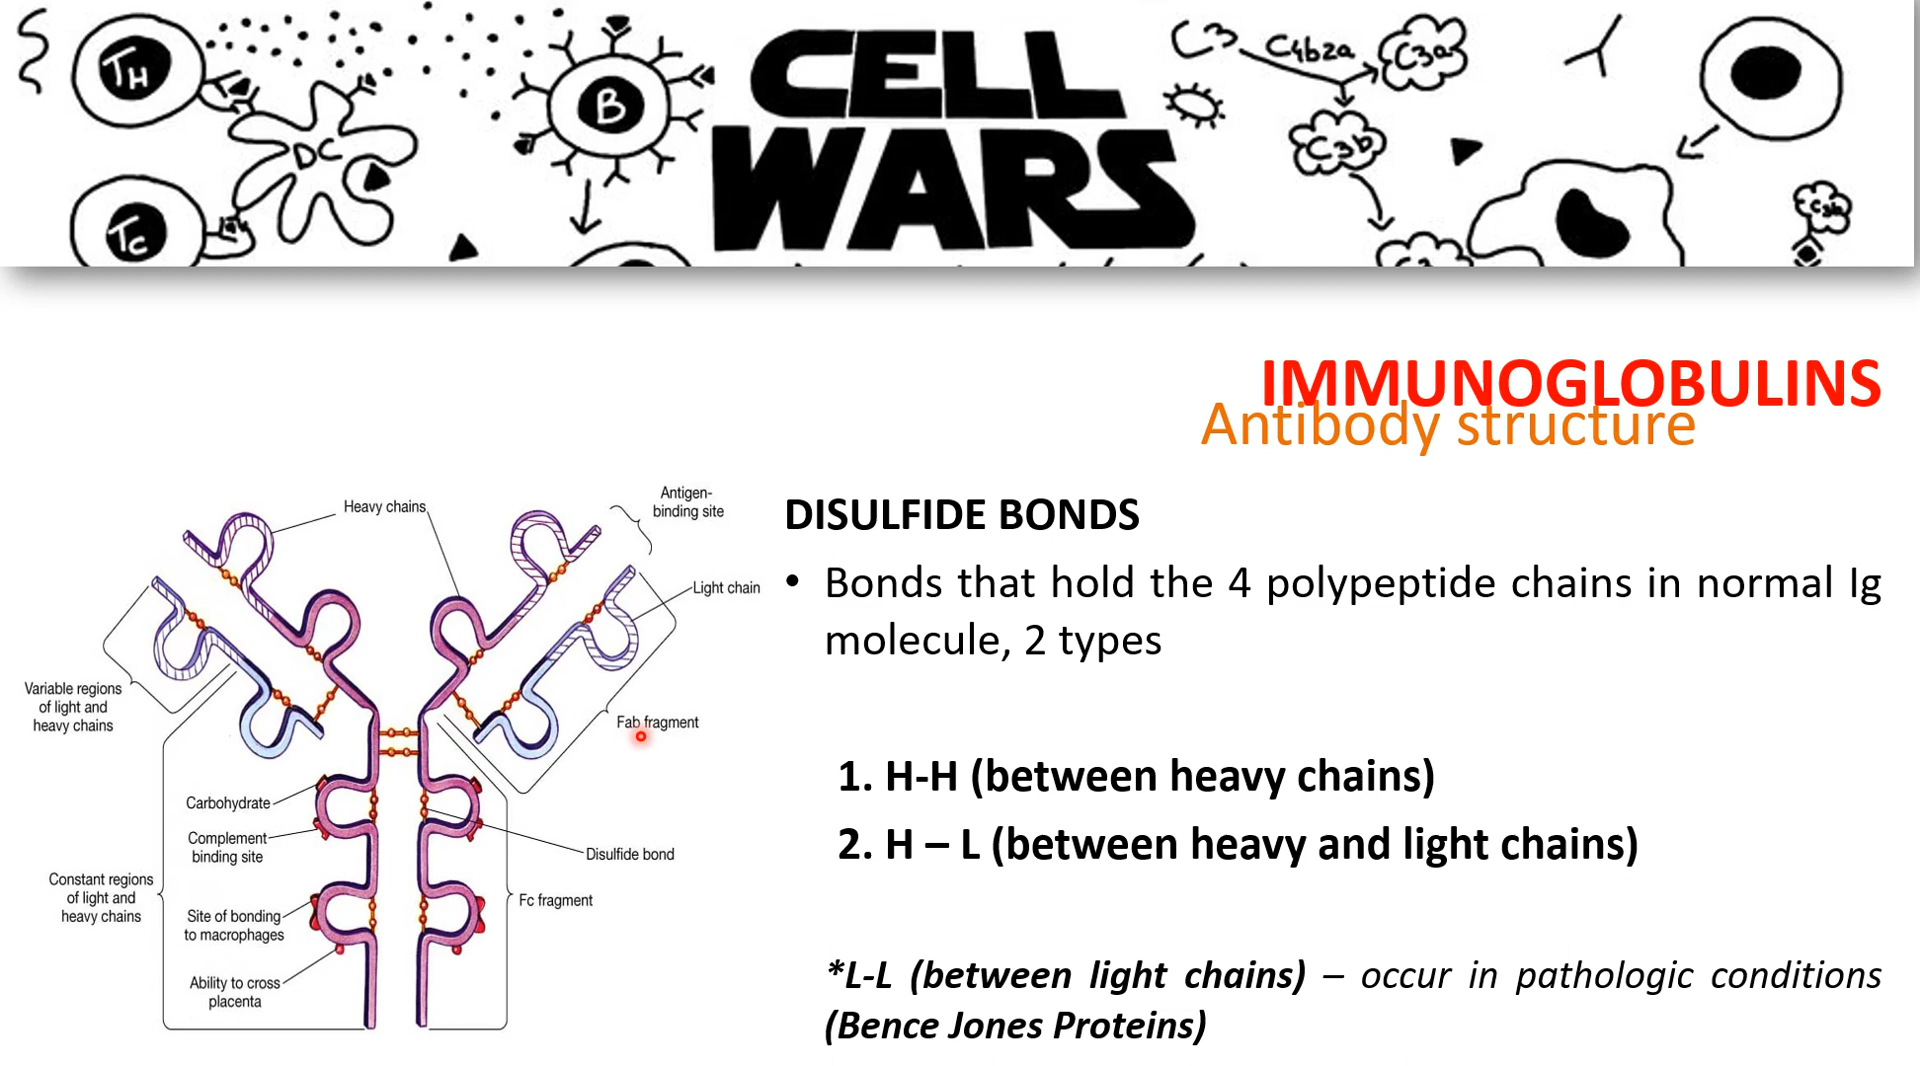 TH
DC
TC
B
CELL
WARS
C3
C4b2a
C3a
C3b
C3b
IMMUNOGLOBULINS
Antibody structure
Heavy chains
Antigen-
binding site
Light chain
Variable regions
of light and
heavy chains
Fab fragment
Carbohydrate
Complement
binding site
Disulfide bond
Constant regions
of light and
heavy chains
Fc fragment
Site of bonding
to macrophages
Ability to cross
placenta
DISULFIDE BONDS
• Bonds that hold the 4 polypeptide chains in normal Ig
molecule, 2 types
1. H-H (between heavy chains)
2. H – L (between heavy and light chains)
*L-L (between light chains) – occur in pathologic conditions
(Bence Jones Proteins)